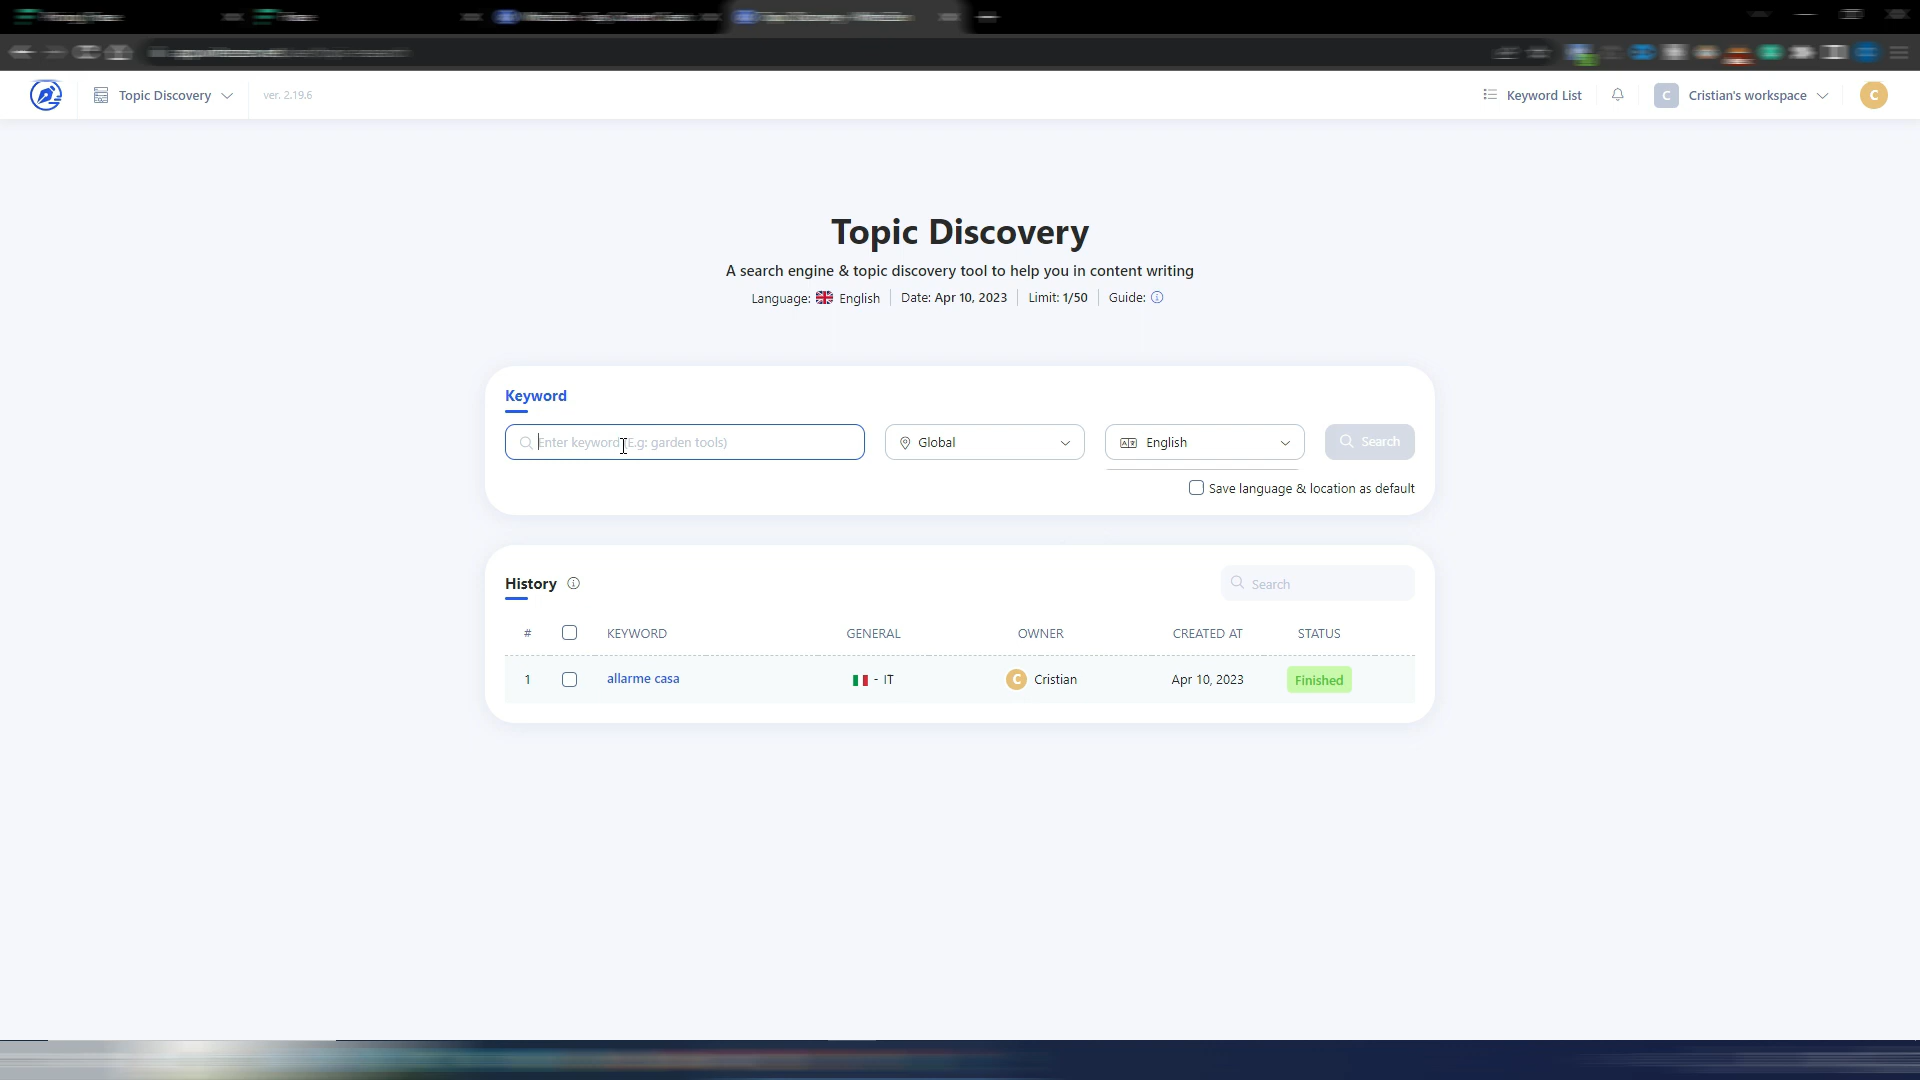 Topic Discovery
ver. 2.19.6
Keyword List
C
Cristian's workspace
C
Topic Discovery
A search engine & topic discovery tool to help you in content writing
Language: English
Date: Apr 10, 2023
Limit: 1/50
Guide:
Keyword
Enter keyword (E.g: garden tools)
Global
English
Search
Save language & location as default
History
Search
# KEYWORD GENERAL OWNER CREATED AT STATUS
1 allarme casa - IT C Cristian Apr 10, 2023 Finished